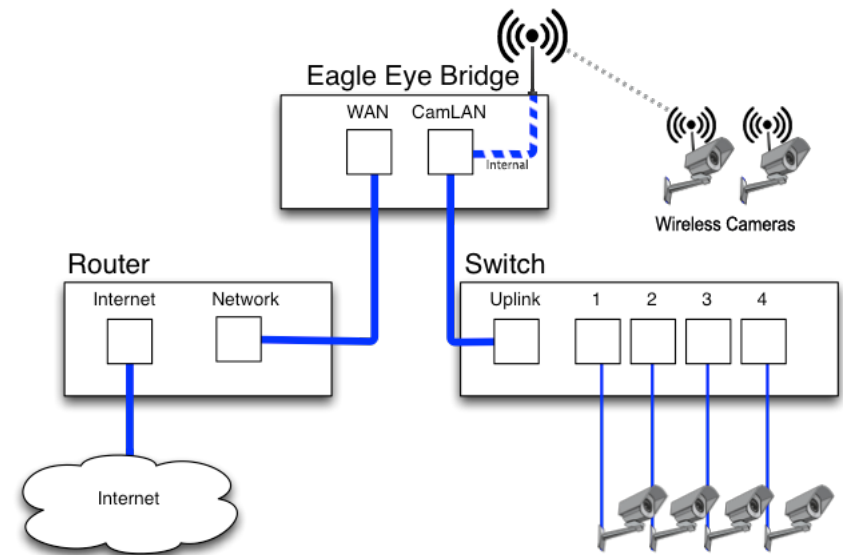 Eagle Eye Bridge
WAN
CamLAN
Internal
Wireless Cameras
Router
Internet
Network
Switch
Uplink
1
2
3
4
Internet